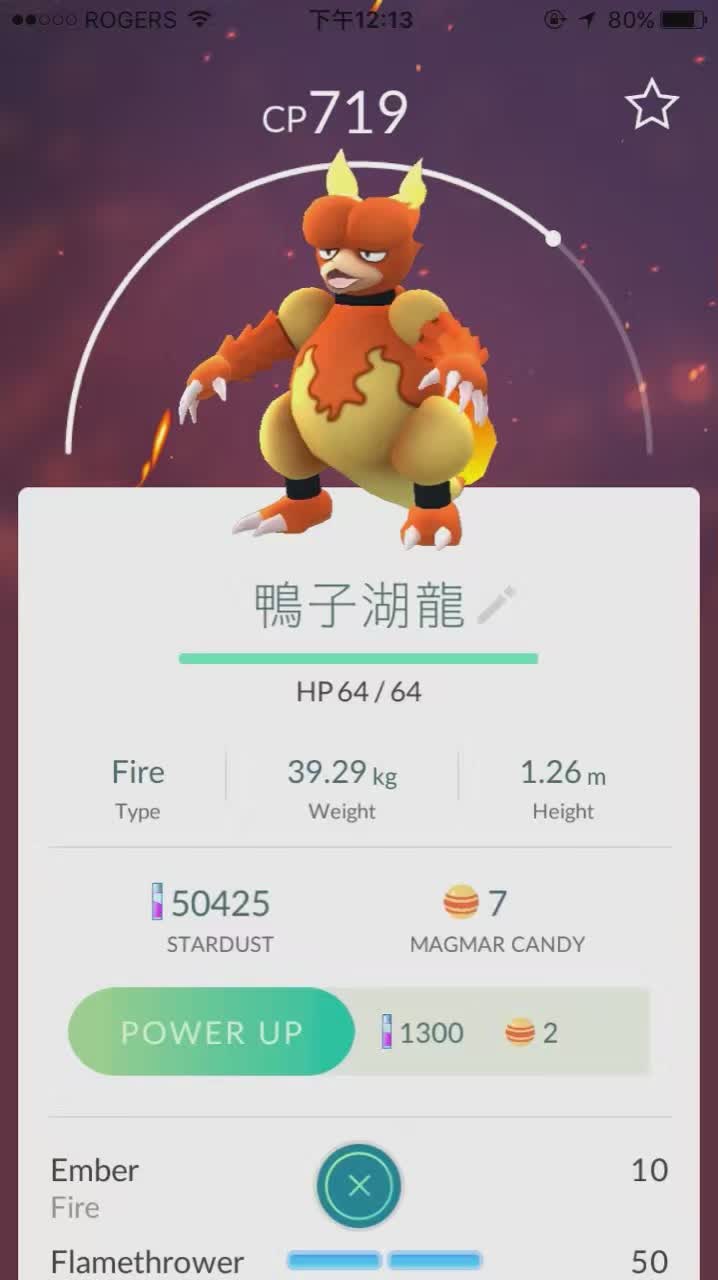 ROGERS 下午12:13 80%
CP719
鴨子湖龍
HP 64 / 64
Fire 39.29 kg 1.26 m
Type Weight Height
50425 7
STARDUST MAGMAR CANDY
POWER UP 1300 2
Ember 10
Fire
Flamethrower 50